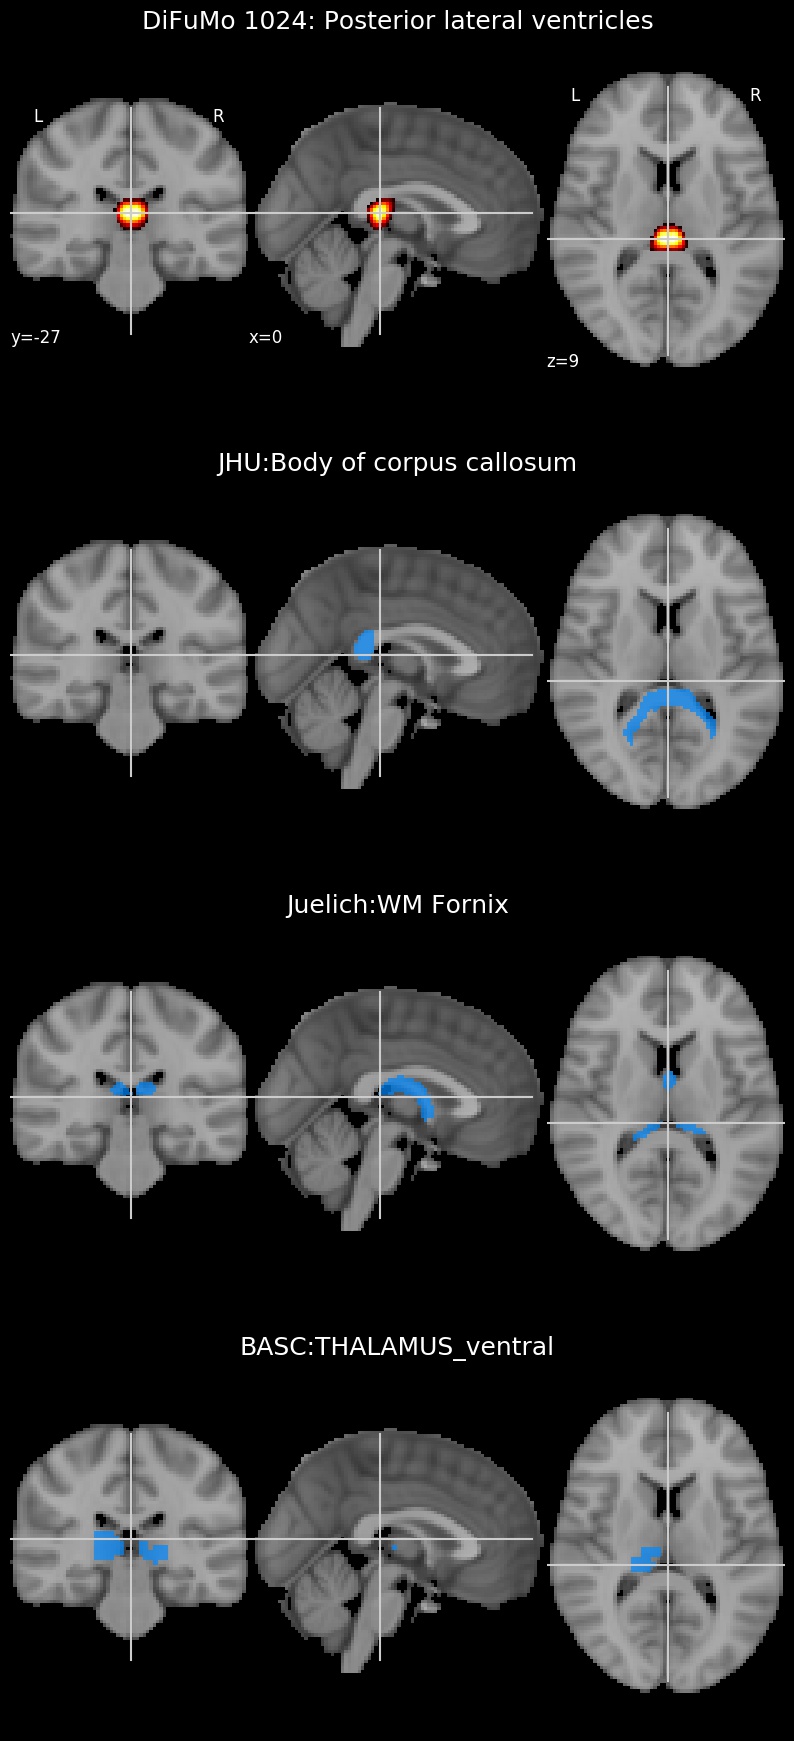 DiFuMo 1024: Posterior lateral ventricles
L R L R
y=-27 x=0 z=9
JHU:Body of corpus callosum
Juelich:WM Fornix
BASC:THALAMUS_ventral